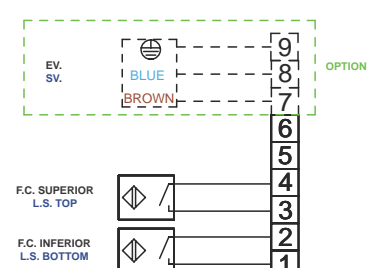 9
EV.
SV.
BLUE
8
OPTION
BROWN
7
6
5
F.C. SUPERIOR
L.S. TOP
4
3
F.C. INFERIOR
L.S. BOTTOM
2
1